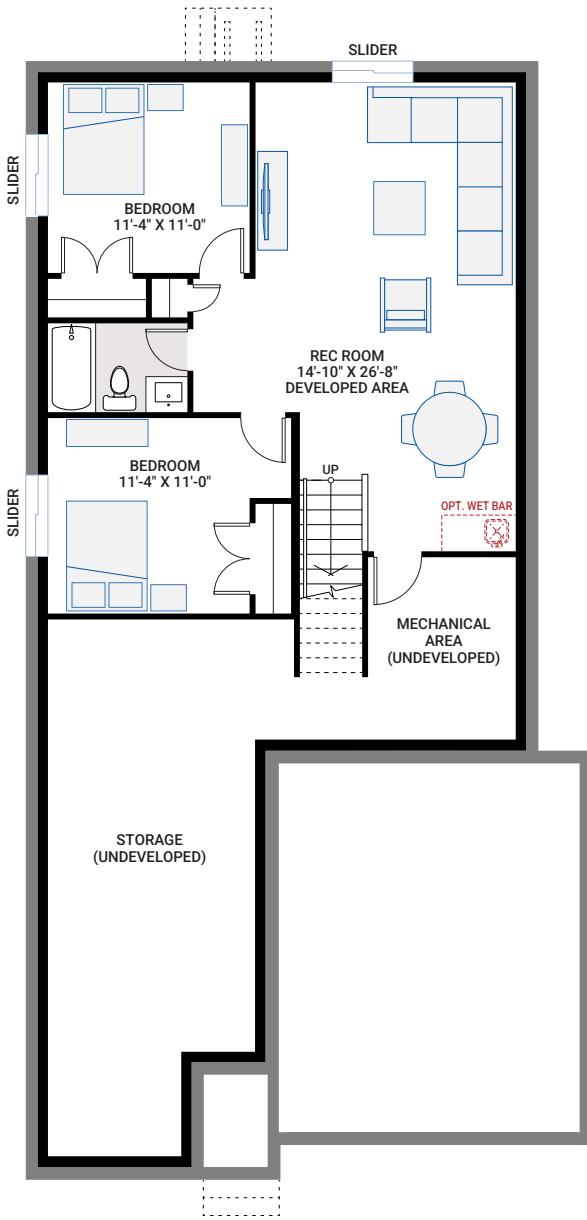 SLIDER
SLIDER
BEDROOM
11'-4" X 11'-0"
REC ROOM
14'-10" X 26'-8"
DEVELOPED AREA
BEDROOM
11'-4" X 11'-0"
UP
SLIDER
OPT. WET BAR
MECHANICAL
AREA
(UNDEVELOPED)
STORAGE
(UNDEVELOPED)